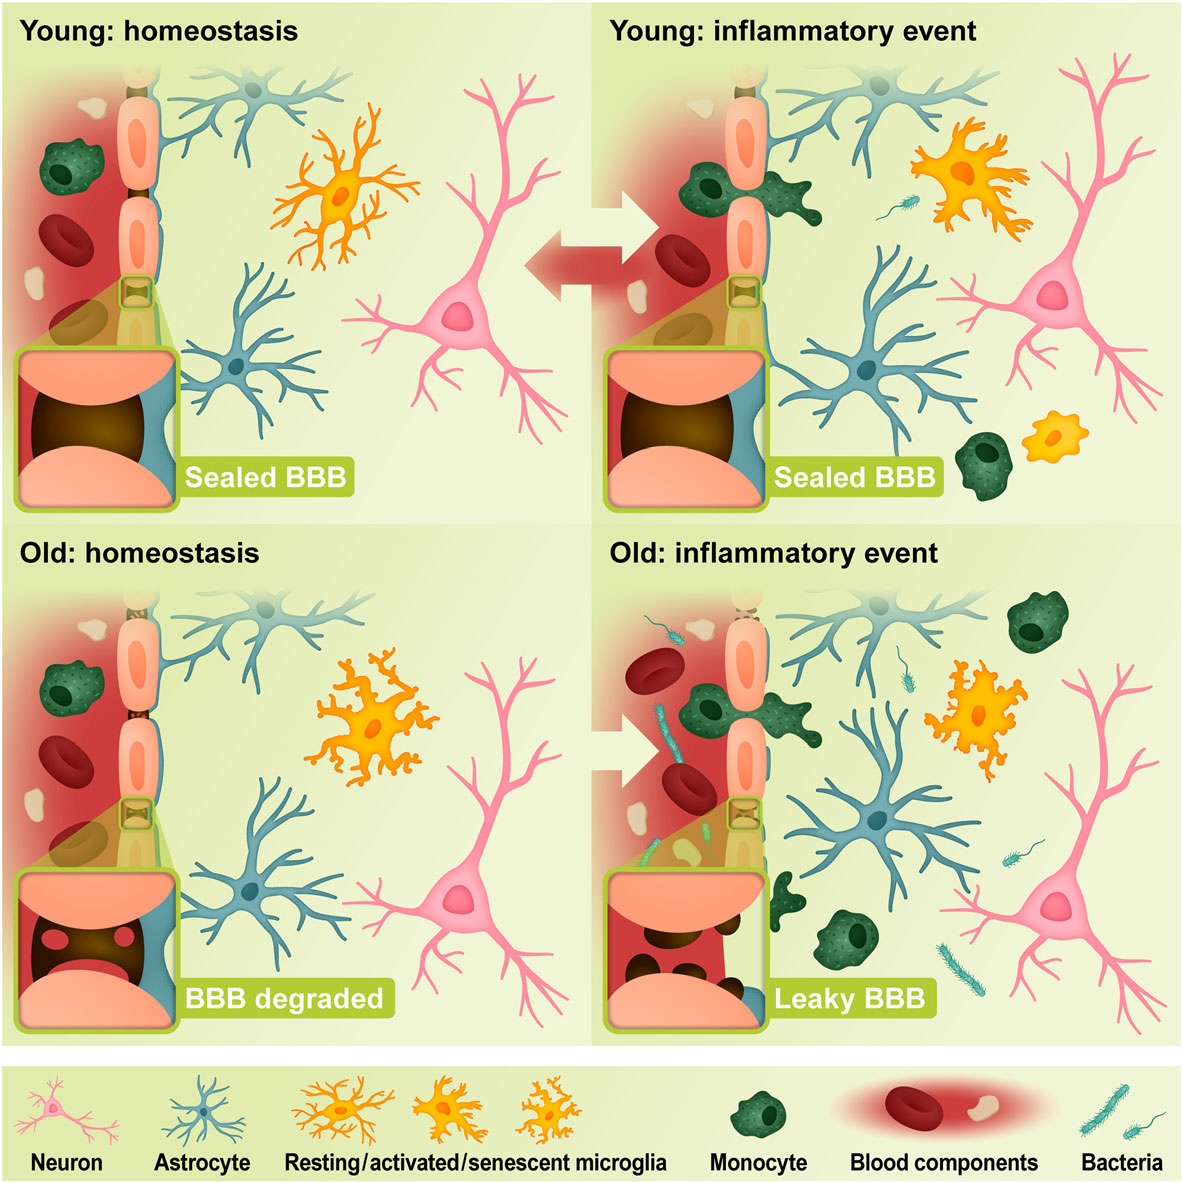 Young: homeostasis
Young: inflammatory event
Sealed BBB
Sealed BBB
Old: homeostasis
Old: inflammatory event
BBB degraded
Leaky BBB
Neuron
Astrocyte
Resting/activated/senescent microglia
Monocyte
Blood components
Bacteria